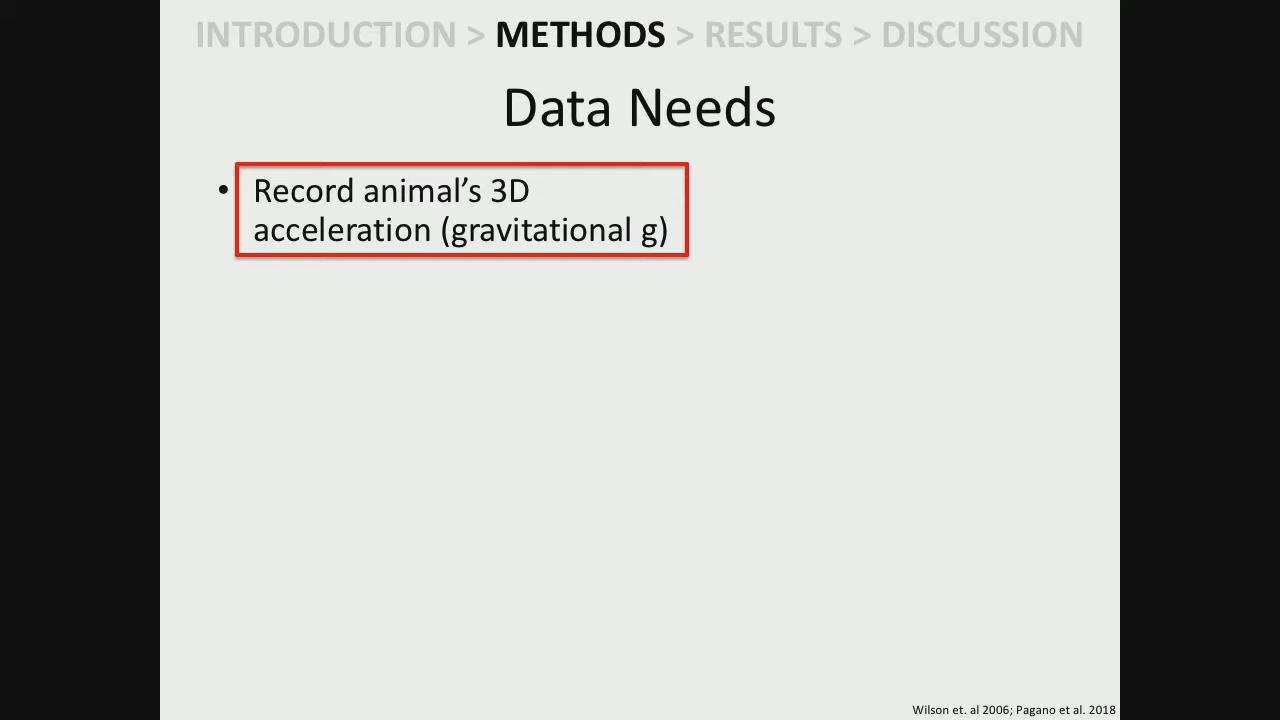 INTRODUCTION > METHODS > RESULTS > DISCUSSION
Data Needs
• Record animal’s 3D
acceleration (gravitational g)
Wilson et. al 2006; Pagano et al. 2018